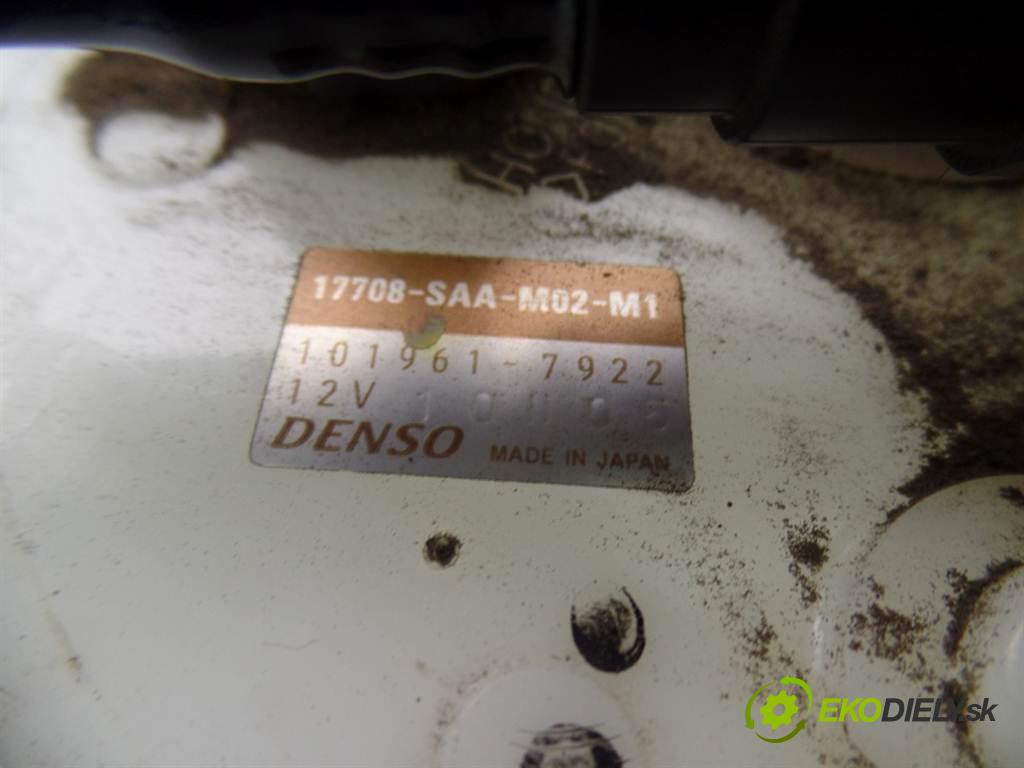 17708-SAA-M02-M1
101961-7922
12V
DENSO MADE IN JAPAN
EKODIELY.sk